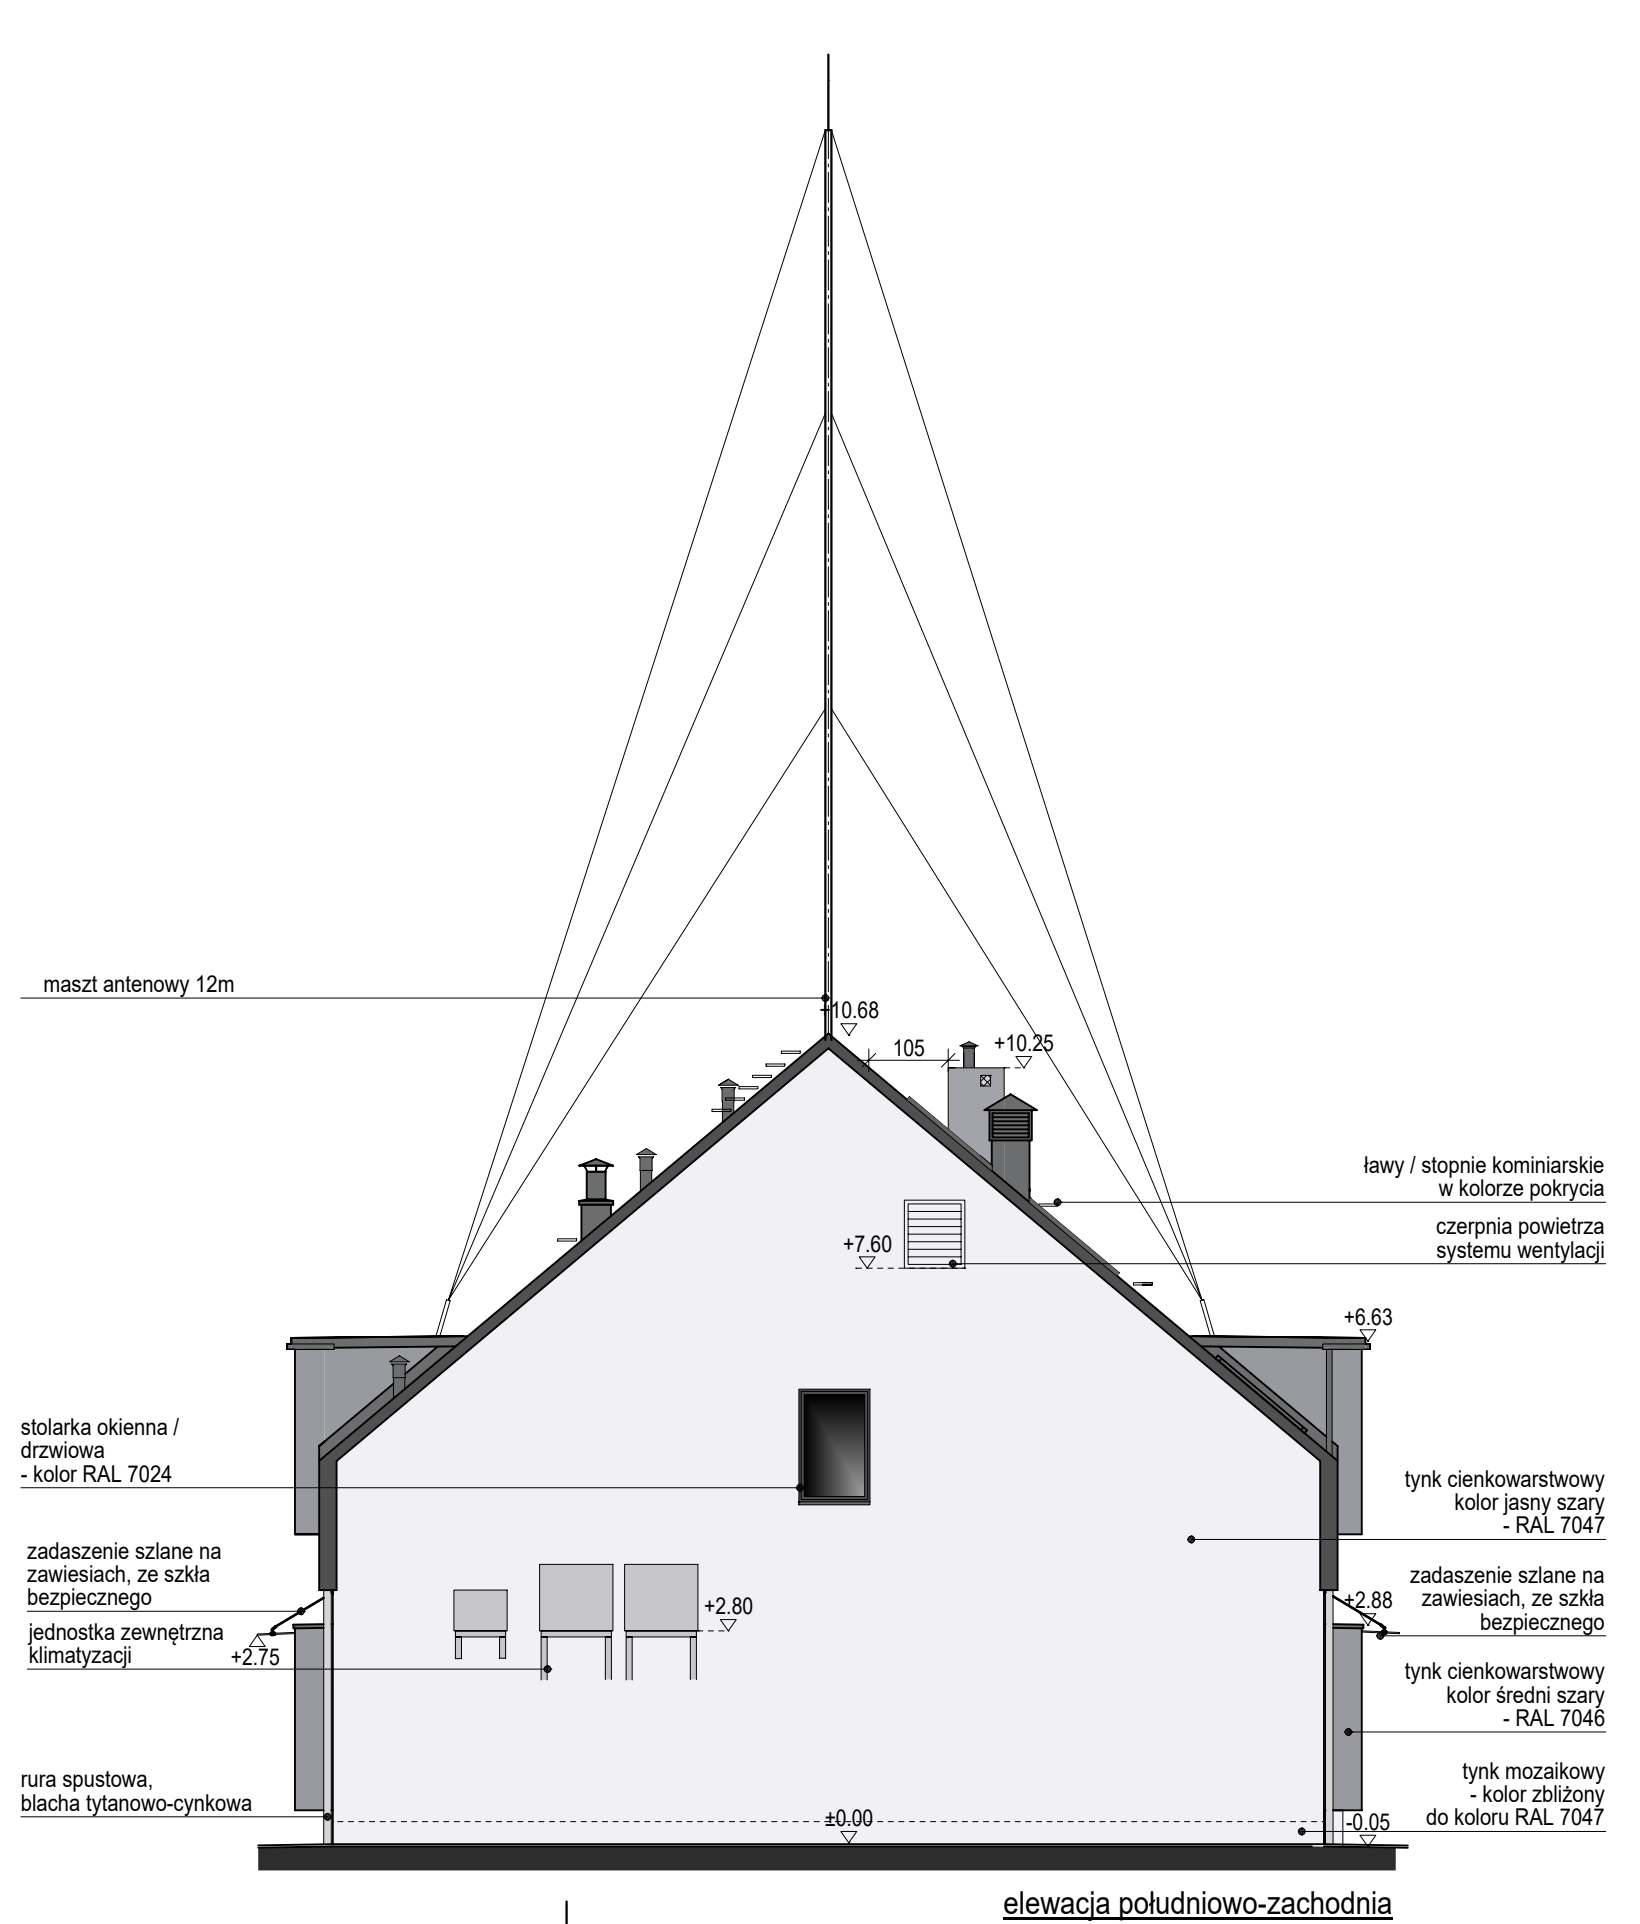 maszt antenowy 12m
+10.68
105
+10.25
ławy / stopnie kominiarskie
w kolorze pokrycia
czerpnia powietrza
systemu wentylacji
+7.60
+6.63
stolarka okienna /
drzwiowa
- kolor RAL 7024
tynk cienkowarstwowy
kolor jasny szary
- RAL 7047
zadaszenie szlane na
zawiesiach, ze szkła
bezpiecznego
zadaszenie szlane na
zawiesiach, ze szkła
bezpiecznego
+2.88
+2.80
jednostka zewnętrzna
klimatyzacji
+2.75
tynk cienkowarstwowy
kolor średni szary
- RAL 7046
rura spustowa,
blacha tytanowo-cynkowa
tynk mozaikowy
- kolor zbliżony
do koloru RAL 7047
±0.00
-0.05
elewacja południowo-zachodnia